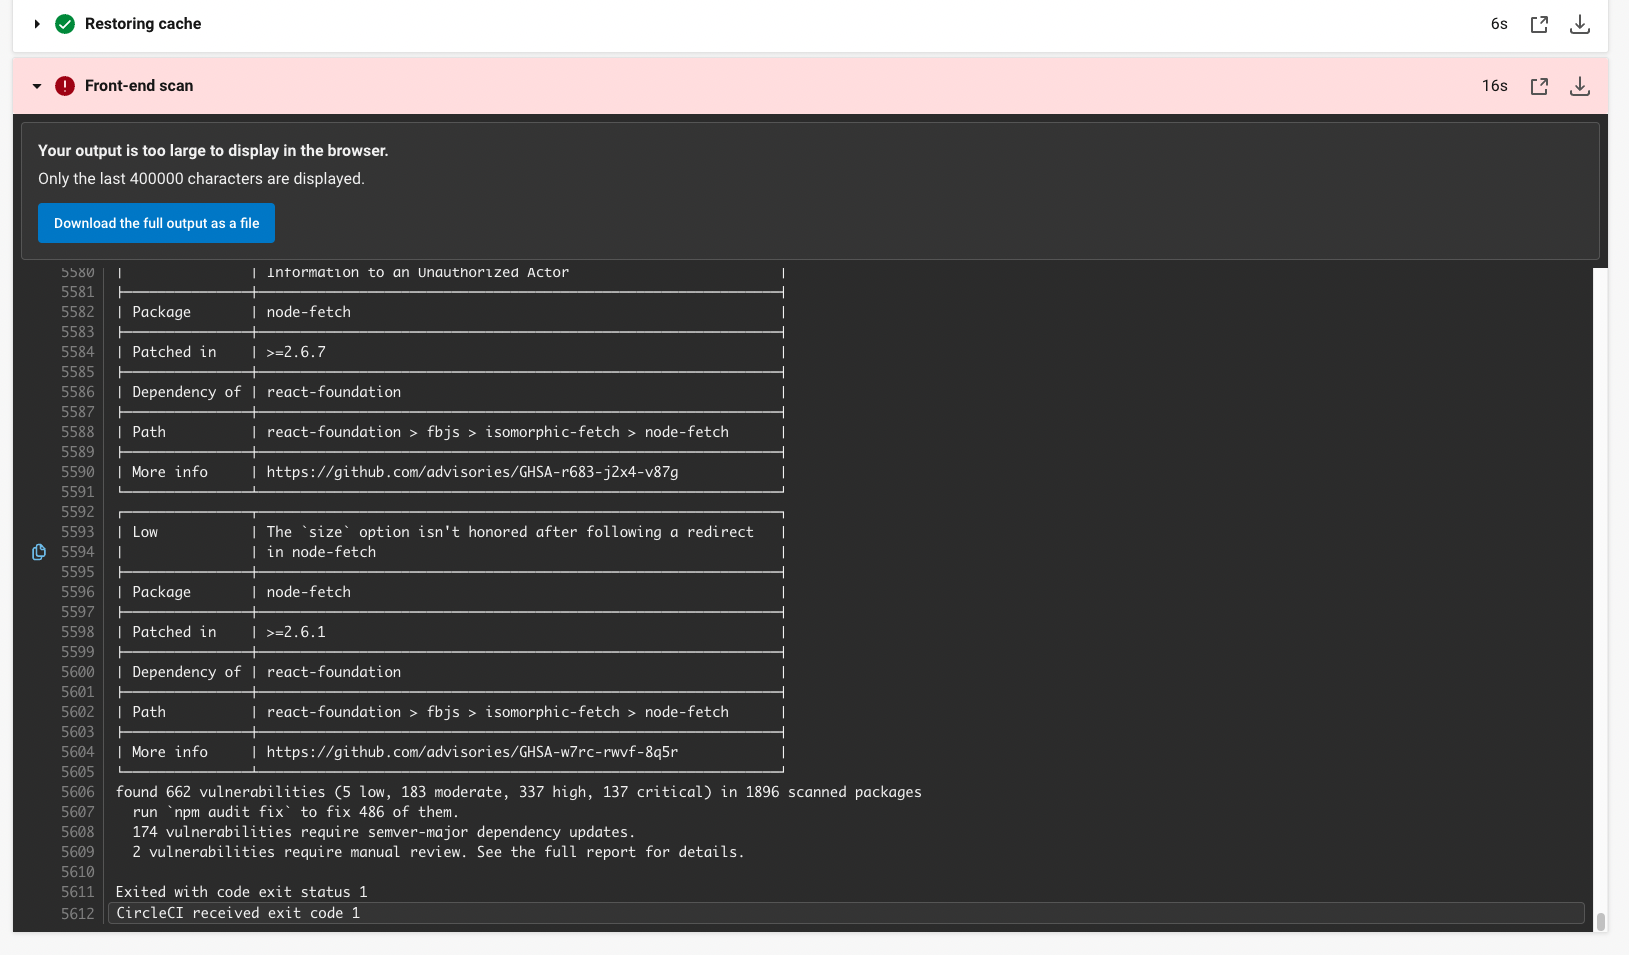 Restoring cache 6s
Front-end scan 16s
Your output is too large to display in the browser.
Only the last 400000 characters are displayed.
Download the full output as a file
5580 | | Information to an Unauthorized Actor |
5581
5582 | Package | node-fetch |
5583
5584 | Patched in | >=2.6.7 |
5585
5586 | Dependency of | react-foundation |
5587
5588 | Path | react-foundation > fbjs > isomorphic-fetch > node-fetch |
5589
5590 | More info | https://github.com/advisories/GHSA-r683-j2x4-v87g |
5591
5592
5593 | Low | The `size` option isn't honored after following a redirect |
5594 | | in node-fetch |
5595
5596 | Package | node-fetch |
5597
5598 | Patched in | >=2.6.1 |
5599
5600 | Dependency of | react-foundation |
5601
5602 | Path | react-foundation > fbjs > isomorphic-fetch > node-fetch |
5603
5604 | More info | https://github.com/advisories/GHSA-w7rc-rwvf-8q5r |
5605
5606 found 662 vulnerabilities (5 low, 183 moderate, 337 high, 137 critical) in 1896 scanned packages
5607 run `npm audit fix` to fix 486 of them.
5608 174 vulnerabilities require semver-major dependency updates.
5609 2 vulnerabilities require manual review. See the full report for details.
5610
5611 Exited with code exit status 1
5612 CircleCI received exit code 1